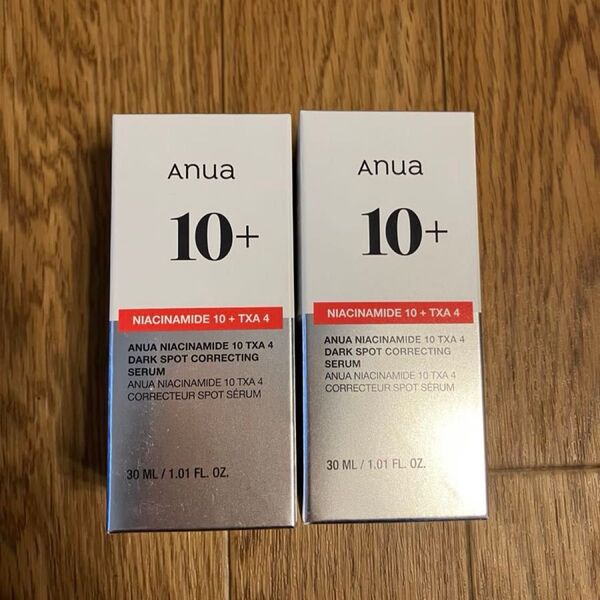 Anua
10+
NIACINAMIDE 10 + TXA 4
ANUA NIACINAMIDE 10 TXA 4
DARK SPOT CORRECTING
SERUM
ANUA NIACINAMIDE 10 TXA 4
CORRECTEUR SPOT SÉRUM
30 ML / 1.01 FL. OZ.
Anua
10+
NIACINAMIDE 10 + TXA 4
ANUA NIACINAMIDE 10 TXA 4
DARK SPOT CORRECTING
SERUM
ANUA NIACINAMIDE 10 TXA 4
CORRECTEUR SPOT SÉRUM
30 ML / 1.01 FL. OZ.